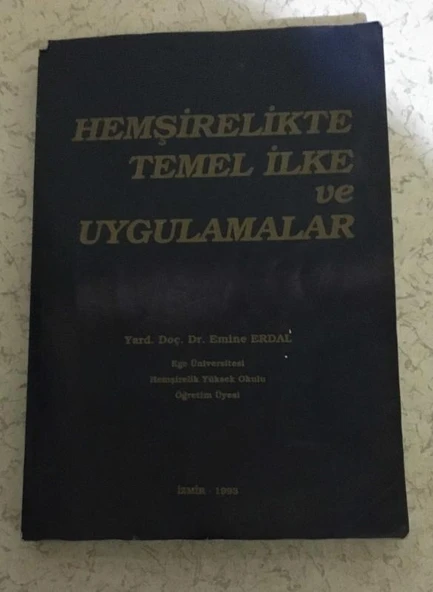 HEMŞİRELİKTE
TEMEL İLKE
ve
UYGULAMALAR
Yard. Doç. Dr. Emine ERDAL
Ege Üniversitesi
Hemşirelik Yüksek Okulu
Öğretim Üyesi
İZMİR -